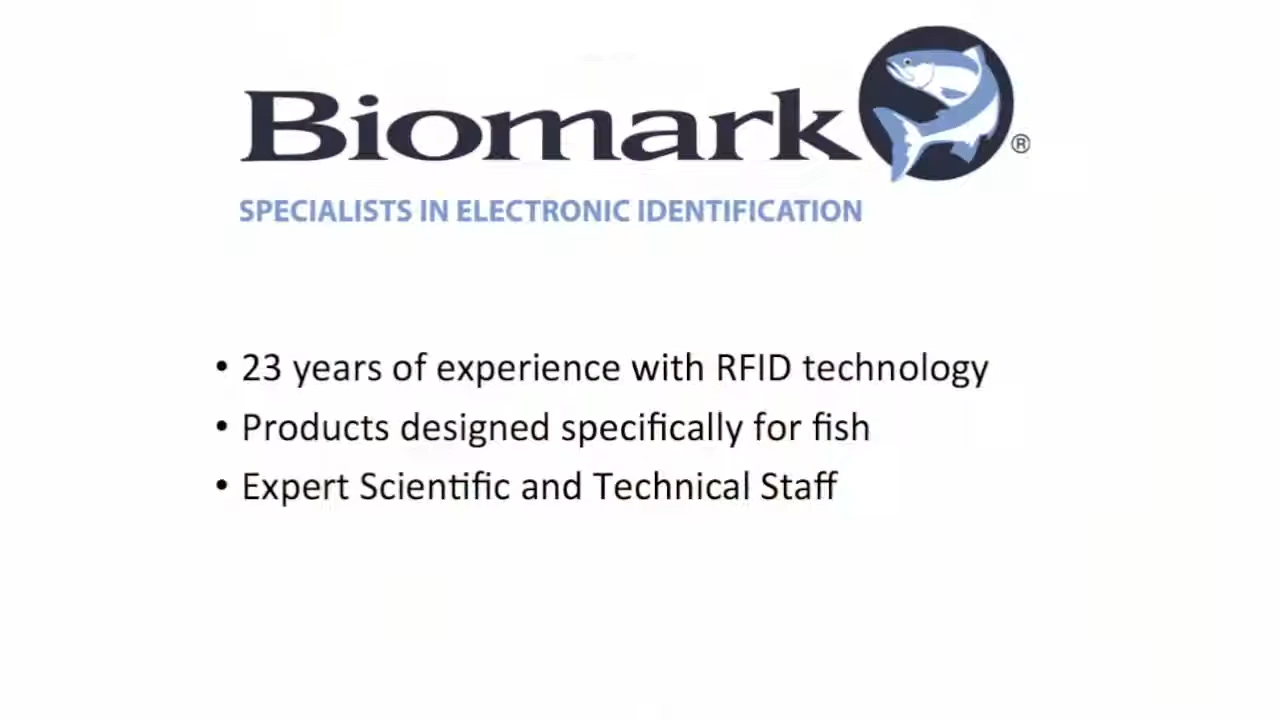 Biomark®
SPECIALISTS IN ELECTRONIC IDENTIFICATION
• 23 years of experience with RFID technology
• Products designed specifically for fish
• Expert Scientific and Technical Staff